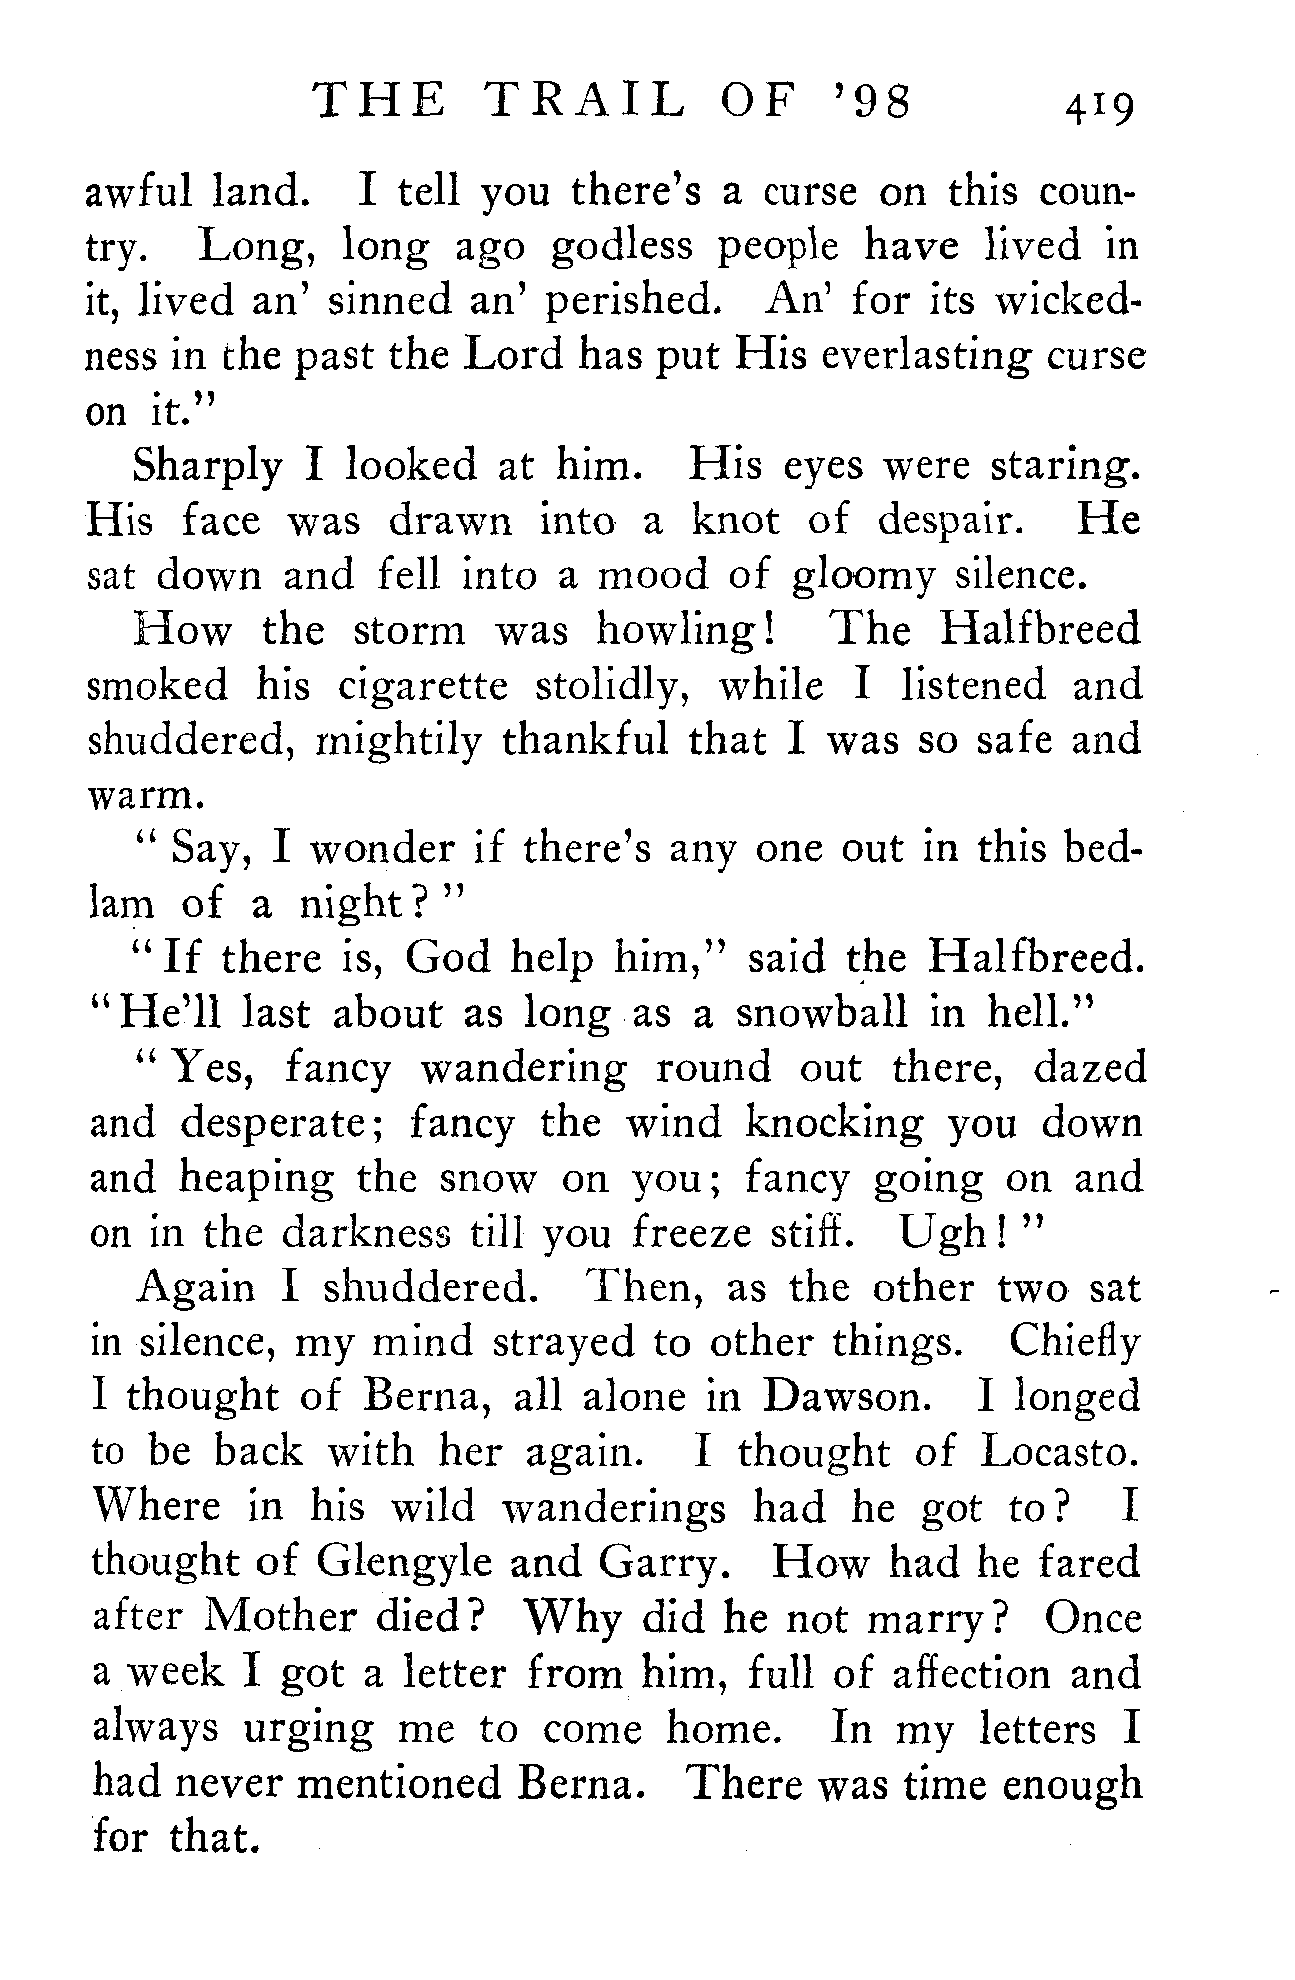 THE TRAIL OF '98 419
awful land. I tell you there's a curse on this coun-
try. Long, long ago godless people have lived in
it, lived an' sinned an' perished. An' for its wicked-
ness in the past the Lord has put His everlasting curse
on it."
Sharply I looked at him. His eyes were staring.
His face was drawn into a knot of despair. He
sat down and fell into a mood of gloomy silence.
How the storm was howling! The Halfbreed
smoked his cigarette stolidly, while I listened and
shuddered, mightily thankful that I was so safe and
warm.
" Say, I wonder if there's any one out in this bed-
lam of a night? "
" If there is, God help him," said the Halfbreed.
" He'll last about as long as a snowball in hell."
" Yes, fancy wandering round out there, dazed
and desperate; fancy the wind knocking you down
and heaping the snow on you; fancy going on and
on in the darkness till you freeze stiff. Ugh! "
Again I shuddered. Then, as the other two sat
in silence, my mind strayed to other things. Chiefly
I thought of Berna, all alone in Dawson. I longed
to be back with her again. I thought of Locasto.
Where in his wild wanderings had he got to? I
thought of Glengyle and Garry. How had he fared
after Mother died? Why did he not marry? Once
a week I got a letter from him, full of affection and
always urging me to come home. In my letters I
had never mentioned Berna. There was time enough
for that.